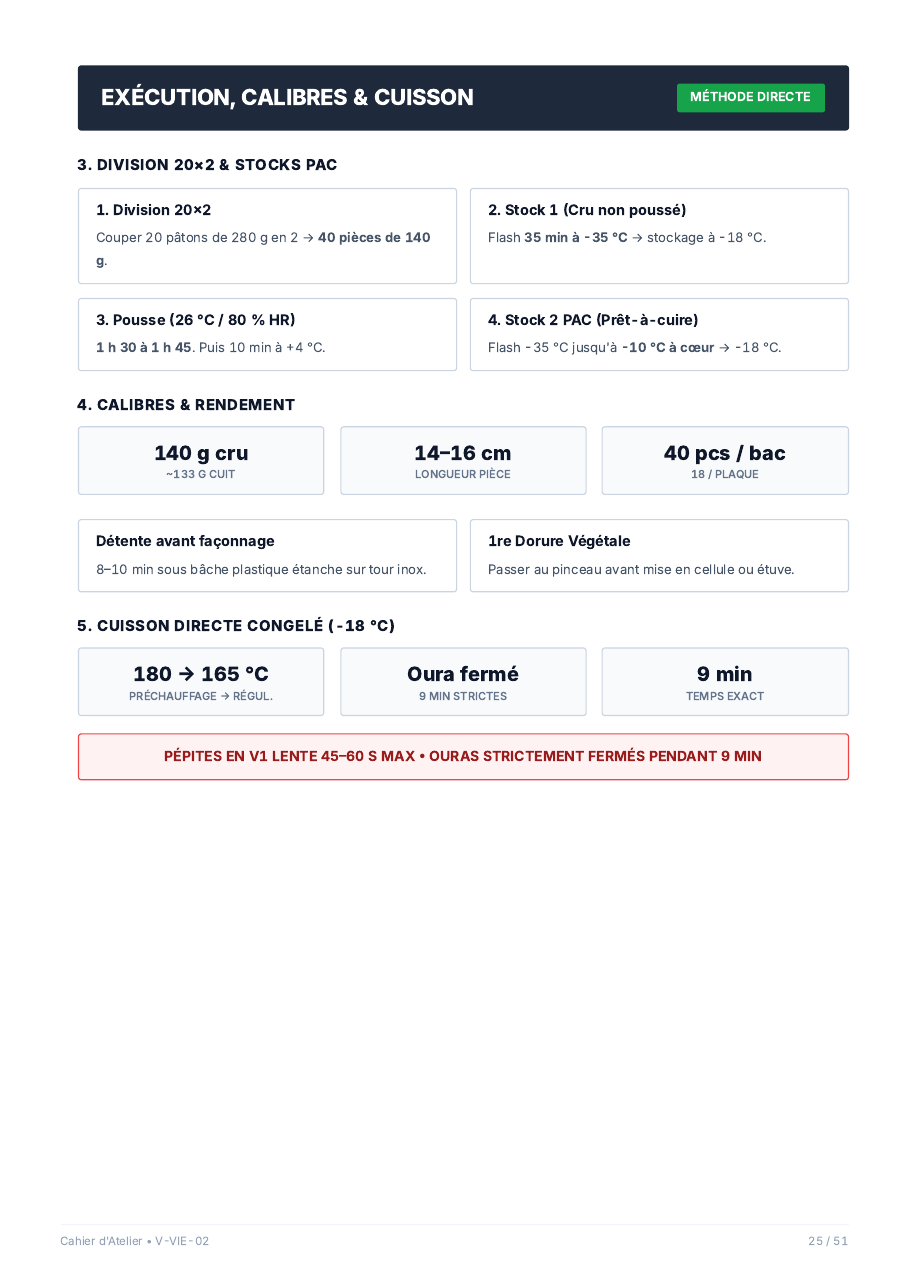 EXÉCUTION, CALIBRES & CUISSON
MÉTHODE DIRECTE
3. DIVISION 20×2 & STOCKS PAC
1. Division 20×2
Couper 20 pâtons de 280 g en 2 → 40 pièces de 140
g.
2. Stock 1 (Cru non poussé)
Flash 35 min à -35 °C → stockage à -18 °C.
3. Pousse (26 °C / 80 % HR)
1 h 30 à 1 h 45. Puis 10 min à +4 °C.
4. Stock 2 PAC (Prêt-à-cuire)
Flash -35 °C jusqu'à -10 °C à cœur → -18 °C.
4. CALIBRES & RENDEMENT
140 g cru
~133 G CUIT
14–16 cm
LONGUEUR PIÈCE
40 pcs / bac
18 / PLAQUE
Détente avant façonnage
8–10 min sous bâche plastique étanche sur tour inox.
1re Dorure Végétale
Passer au pinceau avant mise en cellule ou étuve.
5. CUISSON DIRECTE CONGELÉ (-18 °C)
180 → 165 °C
PRÉCHAUFFAGE → RÉGUL.
Oura fermé
9 MIN STRICTES
9 min
TEMPS EXACT
PÉPITES EN V1 LENTE 45–60 S MAX • OURAS STRICTEMENT FERMÉS PENDANT 9 MIN
Cahier d'Atelier • V-VIE-02
25 / 51